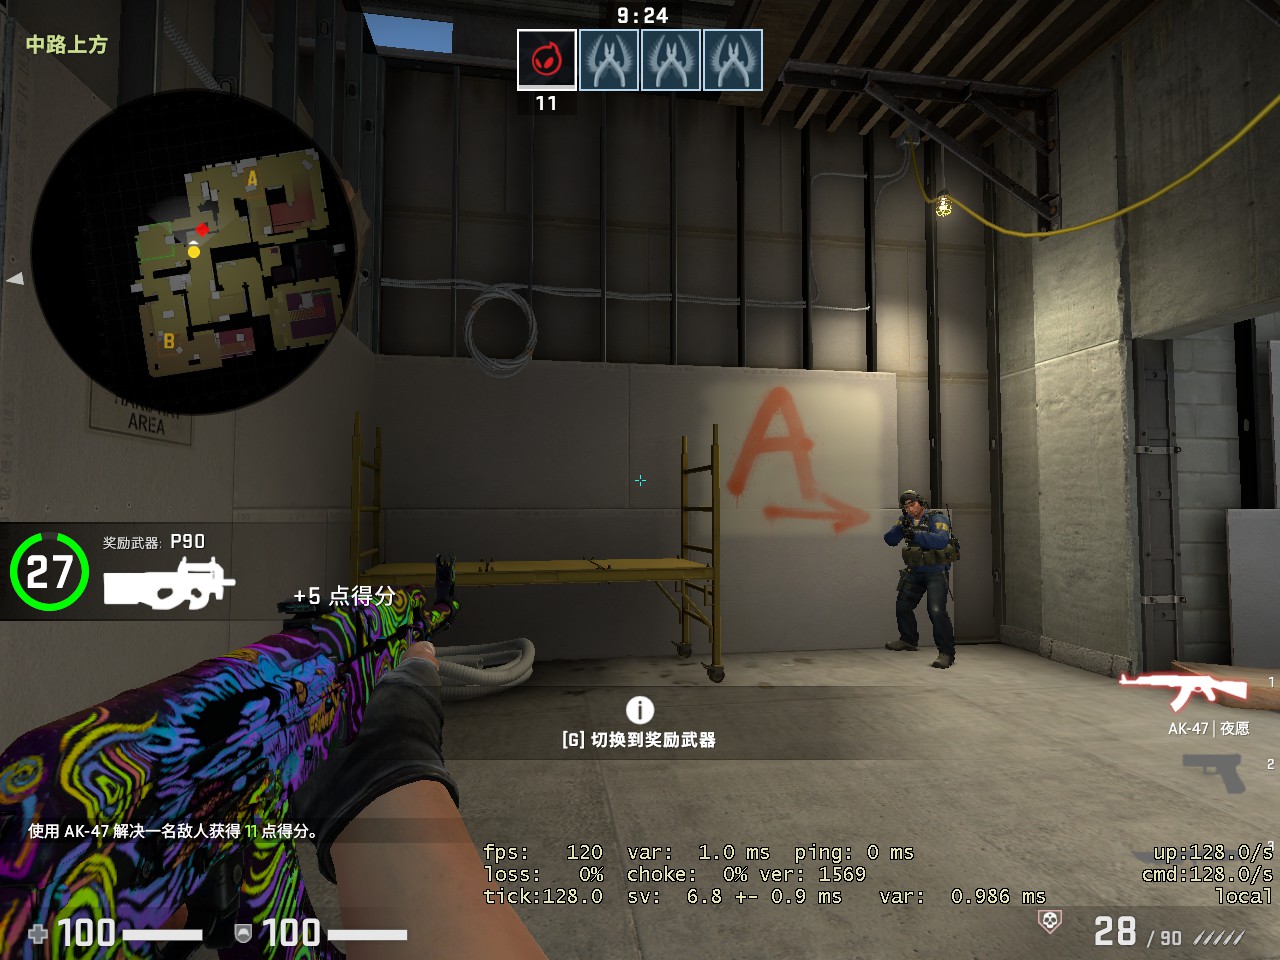 9:24
中路上方
11
A
B
A
AREA
27
奖励武器: P90
+5 点得分
[G] 切换到奖励武器
1
AK-47 | 夜愿
2
使用 AK-47 解决一名敌人获得 11 点得分。
3
fps: 120 var: 1.0 ms ping: 0 ms
loss: 0% choke: 0% ver: 1569
tick:128.0 sv: 6.8 +- 0.9 ms var: 0.986 ms
up:128.0/s
cmd:128.0/s
local
100
100
28 / 90